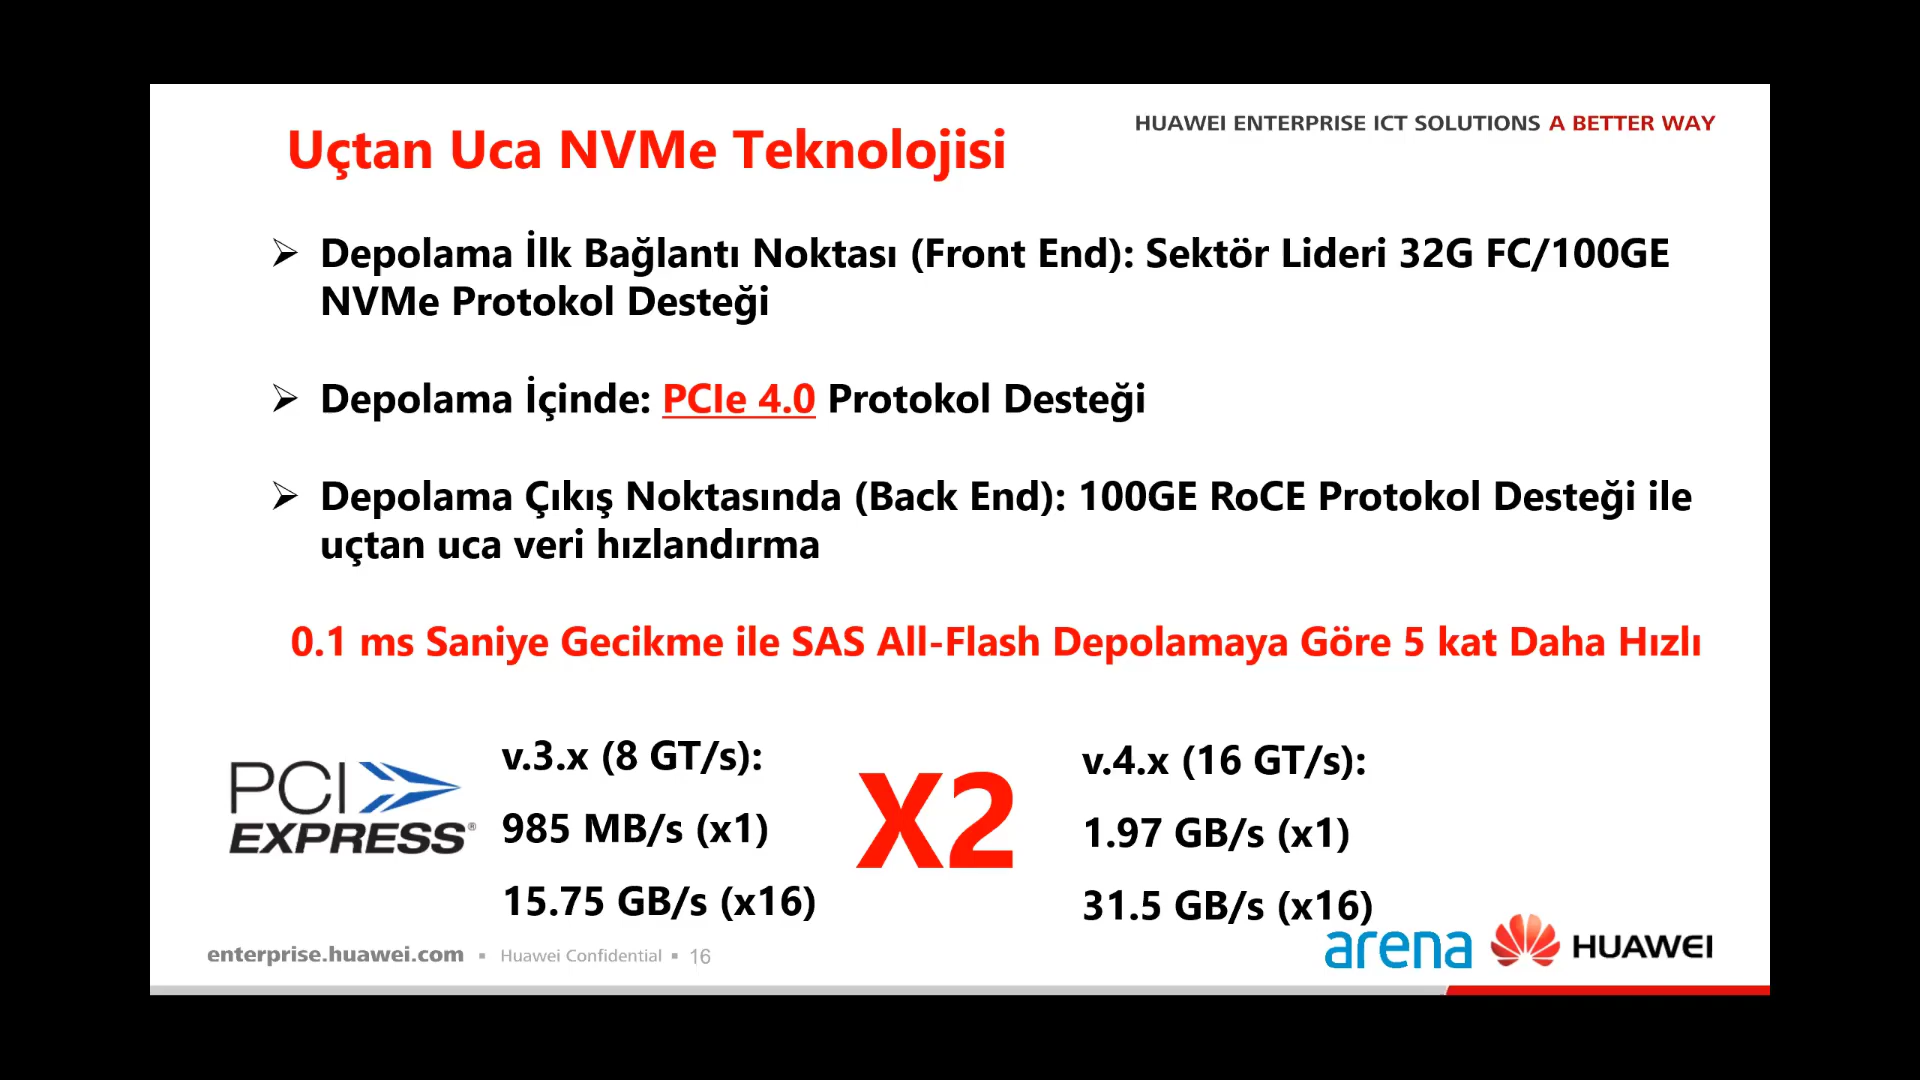 HUAWEI ENTERPRISE ICT SOLUTIONS A BETTER WAY
Uçtan Uca NVMe Teknolojisi
➢ Depolama İlk Bağlantı Noktası (Front End): Sektör Lideri 32G FC/100GE
NVMe Protokol Desteği
➢ Depolama İçinde: PCIe 4.0 Protokol Desteği
➢ Depolama Çıkış Noktasında (Back End): 100GE RoCE Protokol Desteği ile
uçtan uca veri hızlandırma
0.1 ms Saniye Gecikme ile SAS All-Flash Depolamaya Göre 5 kat Daha Hızlı
PCI
EXPRESS®
v.3.x (8 GT/s):
985 MB/s (x1)
15.75 GB/s (x16)
X2
v.4.x (16 GT/s):
1.97 GB/s (x1)
31.5 GB/s (x16)
enterprise.huawei.com ▪ Huawei Confidential ▪ 16
arena
HUAWEI